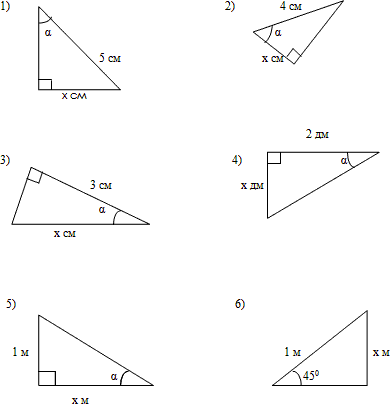 1)
α
5 см
х см
2)
4 см
α
х см
3)
3 см
α
х см
4)
2 дм
α
х дм
5)
1 м
α
х м
6)
1 м
х м
45⁰